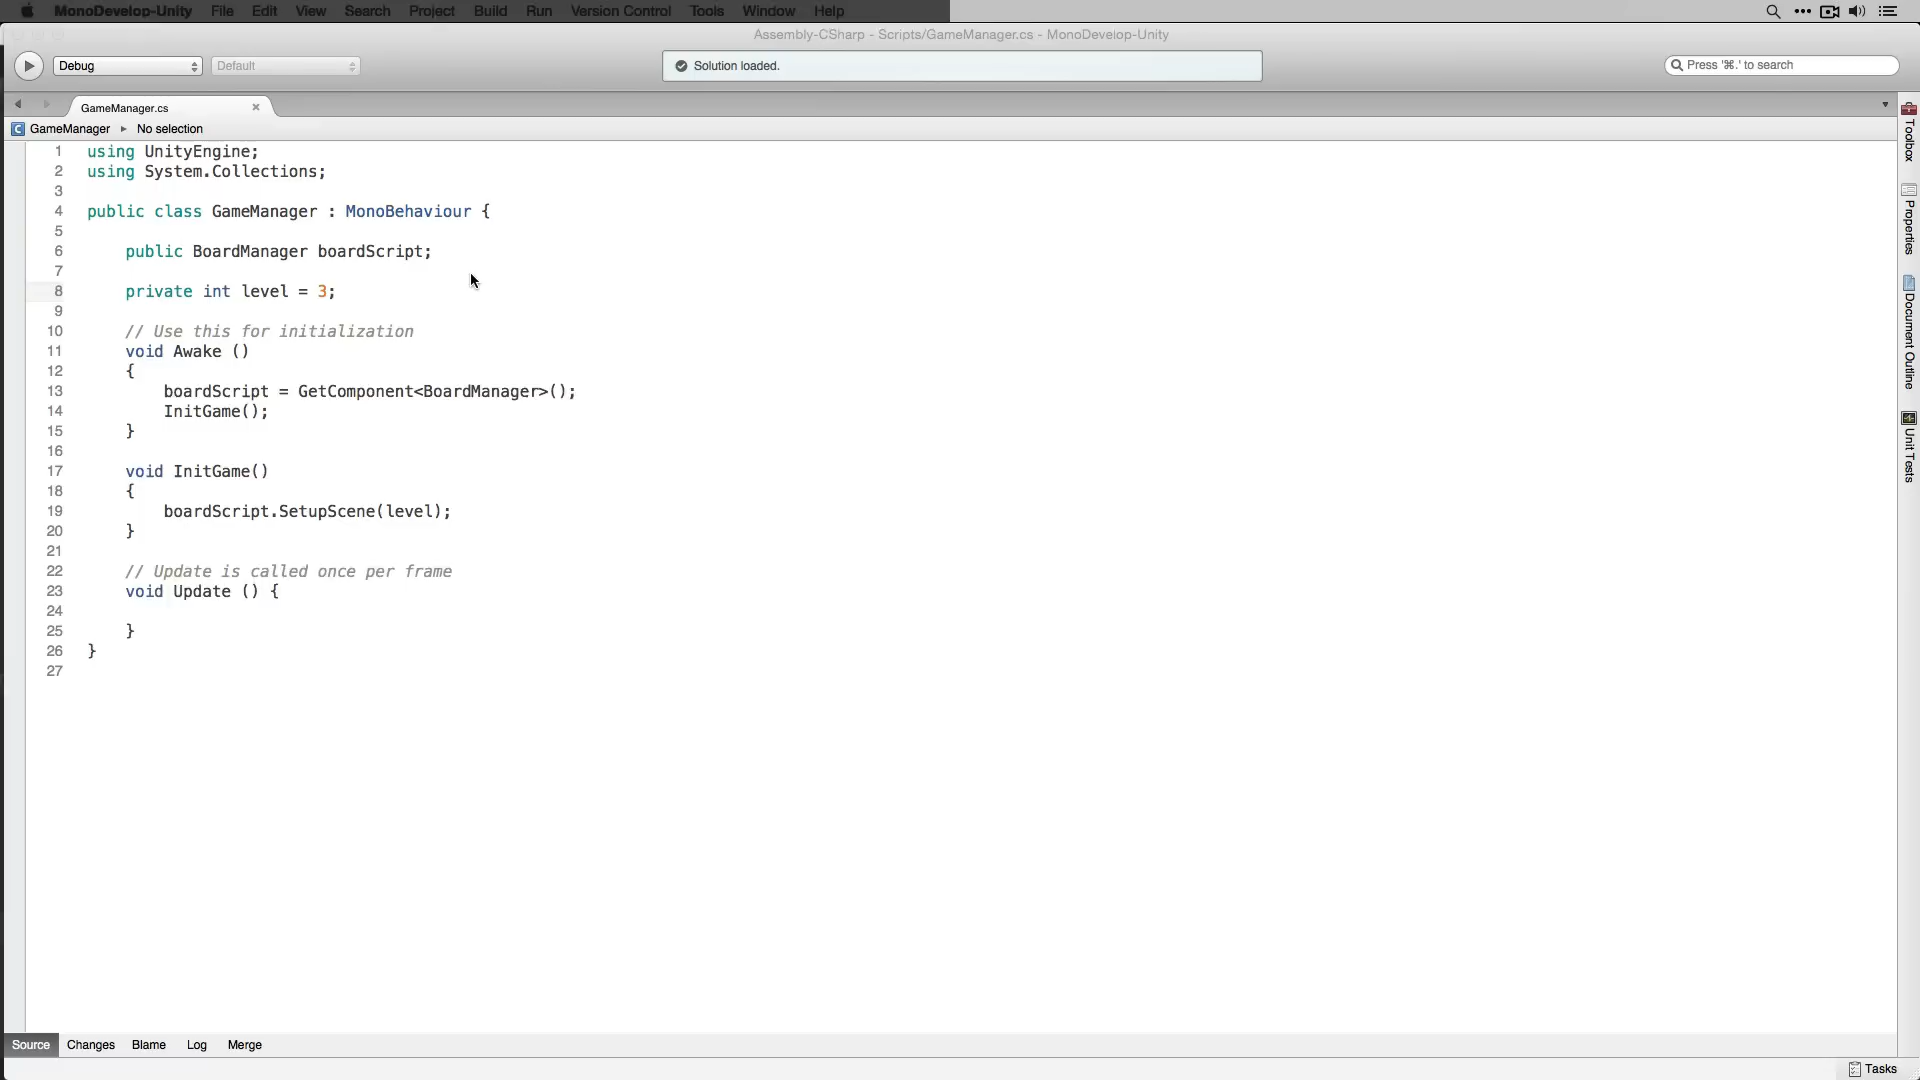 MonoDevelop-Unity File Edit View Search Project Build Run Version Control Tools Window Help
Assembly-CSharp - Scripts/GameManager.cs - MonoDevelop-Unity
Debug Default Solution loaded. Press '⌘.' to search
GameManager.cs
GameManager No selection
1 using UnityEngine;
2 using System.Collections;
3
4 public class GameManager : MonoBehaviour {
5
6 public BoardManager boardScript;
7
8 private int level = 3;
9
10 // Use this for initialization
11 void Awake ()
12 {
13 boardScript = GetComponent<BoardManager>();
14 InitGame();
15 }
16
17 void InitGame()
18 {
19 boardScript.SetupScene(level);
20 }
21
22 // Update is called once per frame
23 void Update () {
24
25 }
26 }
27
Toolbox
Properties
Document Outline
Unit Tests
Source Changes Blame Log Merge
Tasks